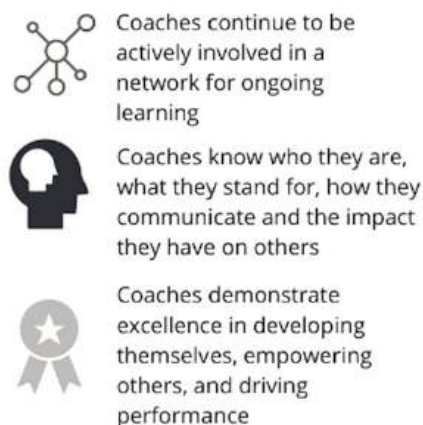 Coaches continue to be
actively involved in a
network for ongoing
learning
Coaches know who they are,
what they stand for, how they
communicate and the impact
they have on others
Coaches demonstrate
excellence in developing
themselves, empowering
others, and driving
performance